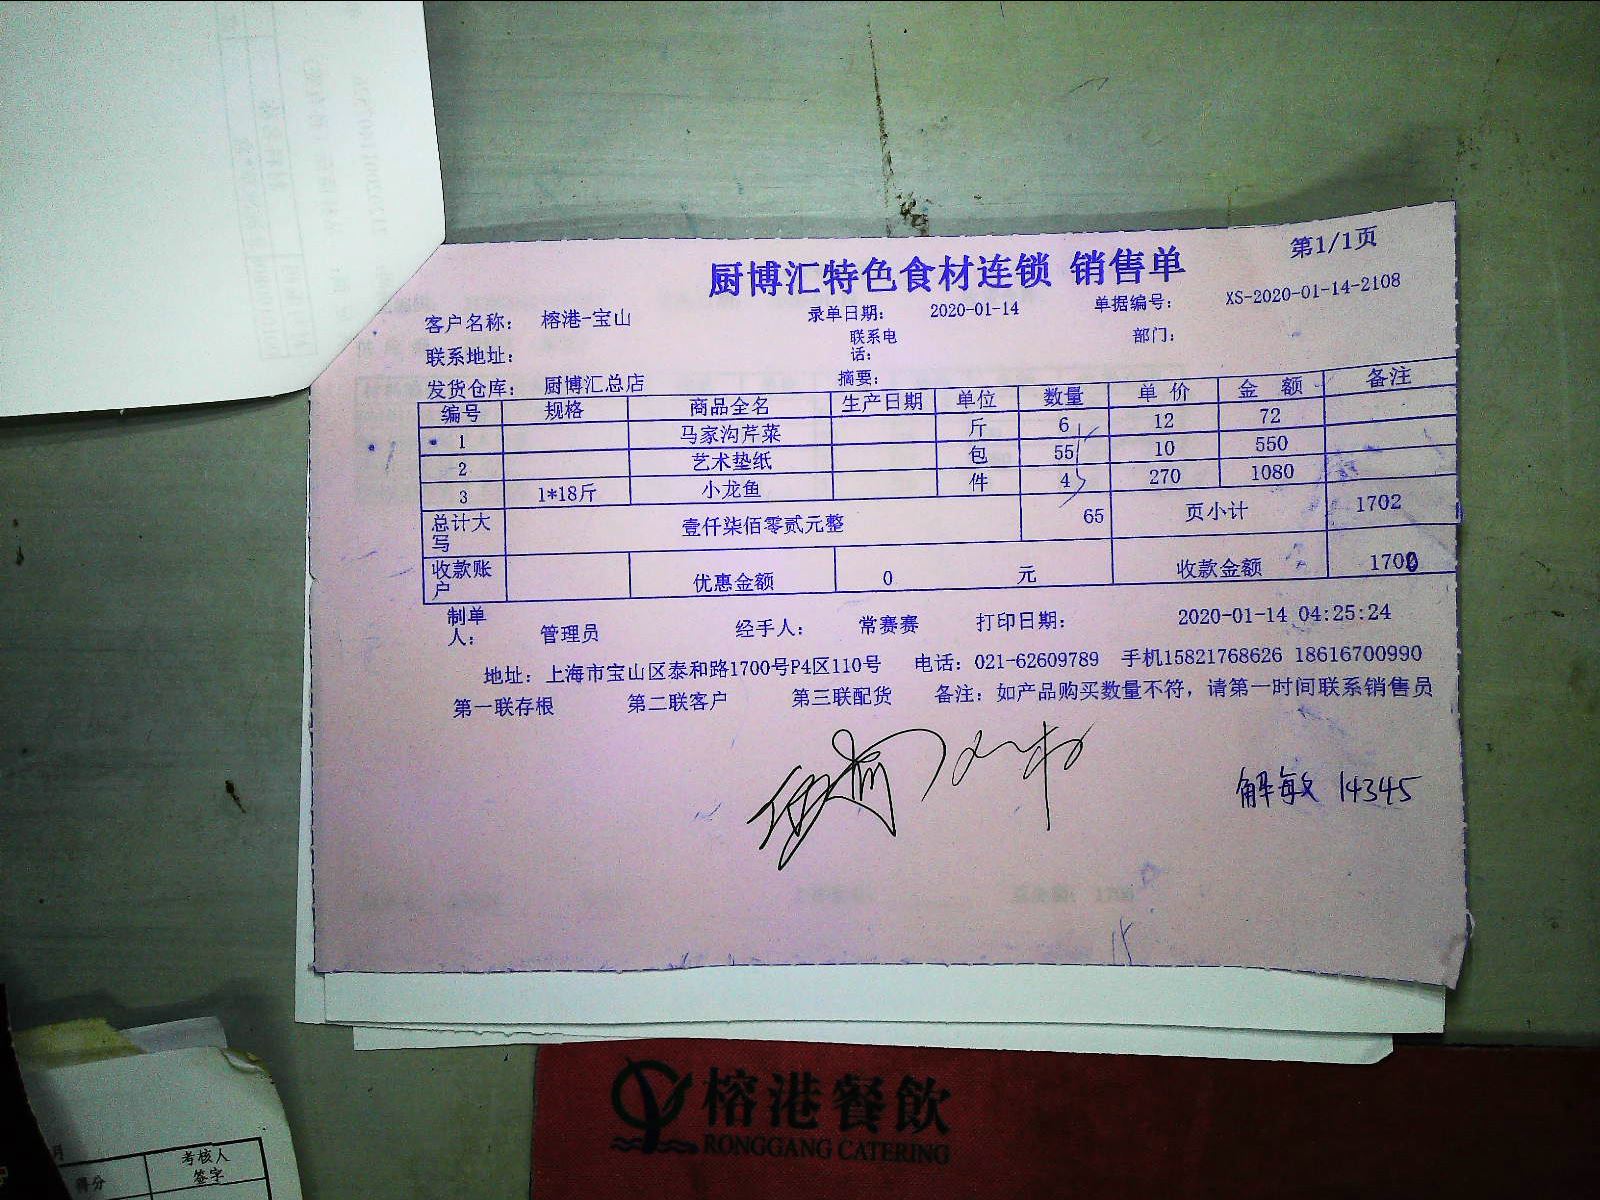 厨博汇特色食材连锁 销售单 第1/1页
客户名称： 榕港-宝山 录单日期： 2020-01-14 单据编号： XS-2020-01-14-2108
联系地址： 联系电话： 部门：
发货仓库： 厨博汇总店 摘要：
编号 规格 商品全名 生产日期 单位 数量 单价 金额 备注
1 马家沟芹菜 斤 6 12 72
2 艺术垫纸 包 55 10 550
3 1*18斤 小龙鱼 件 4 270 1080
总计大写 壹仟柒佰零贰元整 65 页小计 1702
收款账户 优惠金额 0 元 收款金额 1700
制单人： 管理员 经手人： 常赛赛 打印日期： 2020-01-14 04:25:24
地址：上海市宝山区泰和路1700号P4区110号 电话：021-62609789 手机15821768626 18616700990
第一联存根 第二联客户 第三联配货 备注：如产品购买数量不符，请第一时间联系销售员
解敏 14345
榕港餐飲
RONGGANG CATERING
考核人
得分 签字